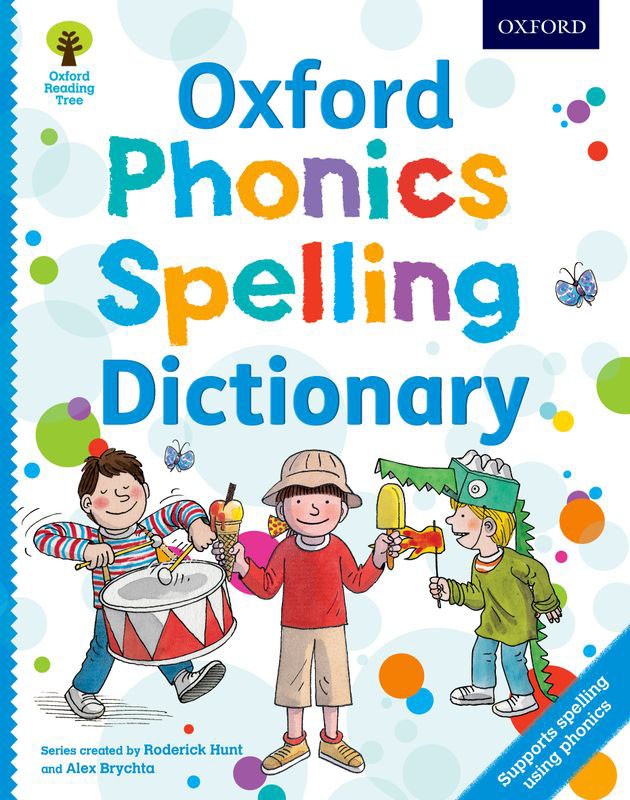 OXFORD
Oxford
Reading
Tree
Oxford
Phonics
Spelling
Dictionary
Series created by Roderick Hunt
and Alex Brychta
Supports spelling
using phonics